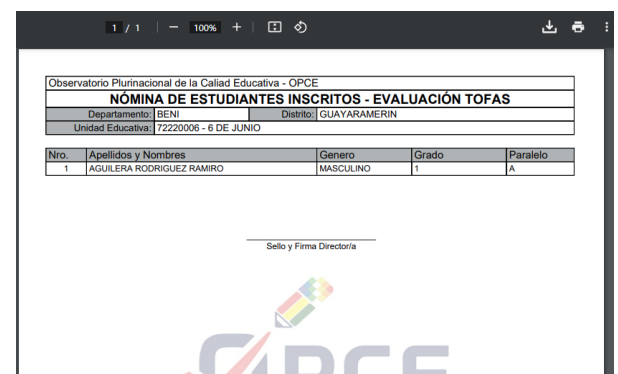 1 / 1 100%
Observatorio Plurinacional de la Caliad Educativa - OPCE
NÓMINA DE ESTUDIANTES INSCRITOS - EVALUACIÓN TOFAS
Departamento: BENI Distrito: GUAYARAMERIN
Unidad Educativa: 72220006 - 6 DE JUNIO
Nro. Apellidos y Nombres Genero Grado Paralelo
1 AGUILERA RODRIGUEZ RAMIRO MASCULINO 1 A
Sello y Firma Director/a
OPCE